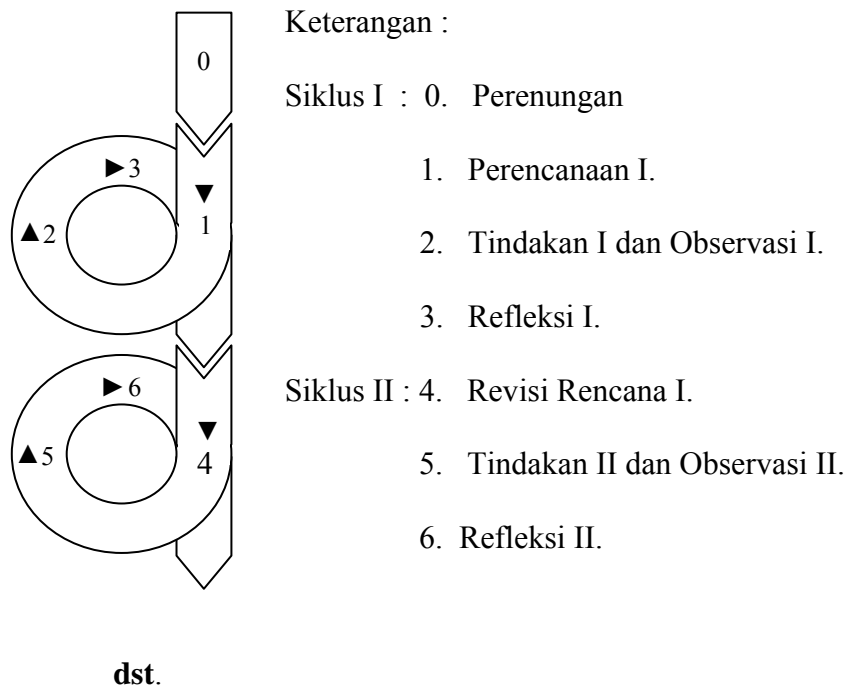 Keterangan :
0
Siklus I : 0. Perenungan
►3
1. Perencanaan I.
▼
1
▲2
2. Tindakan I dan Observasi I.
3. Refleksi I.
►6
Siklus II : 4. Revisi Rencana I.
▼
4
▲5
5. Tindakan II dan Observasi II.
6. Refleksi II.
dst.